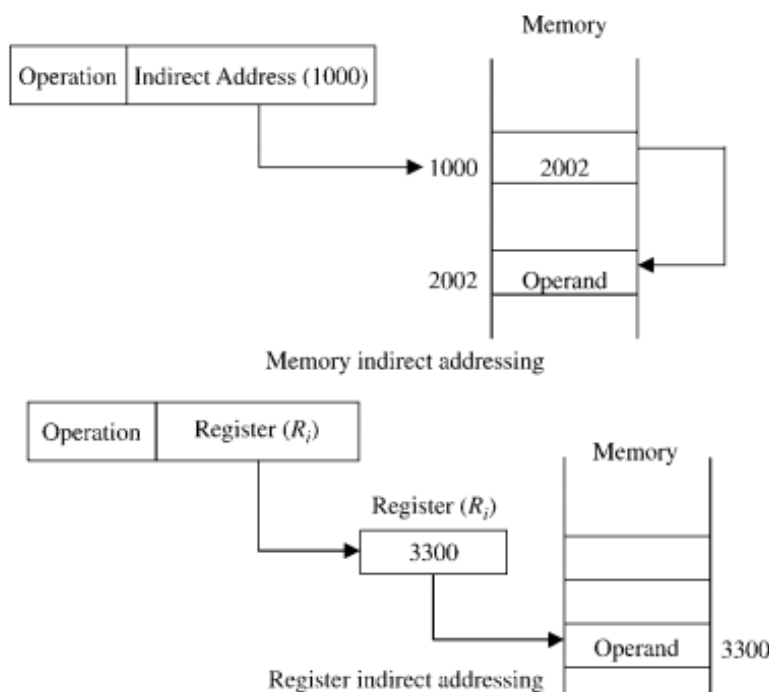 Memory
Operation Indirect Address (1000)
1000 2002
2002 Operand
Memory indirect addressing
Operation Register (Rᵢ)
Memory
Register (Rᵢ)
3300
Operand 3300
Register indirect addressing